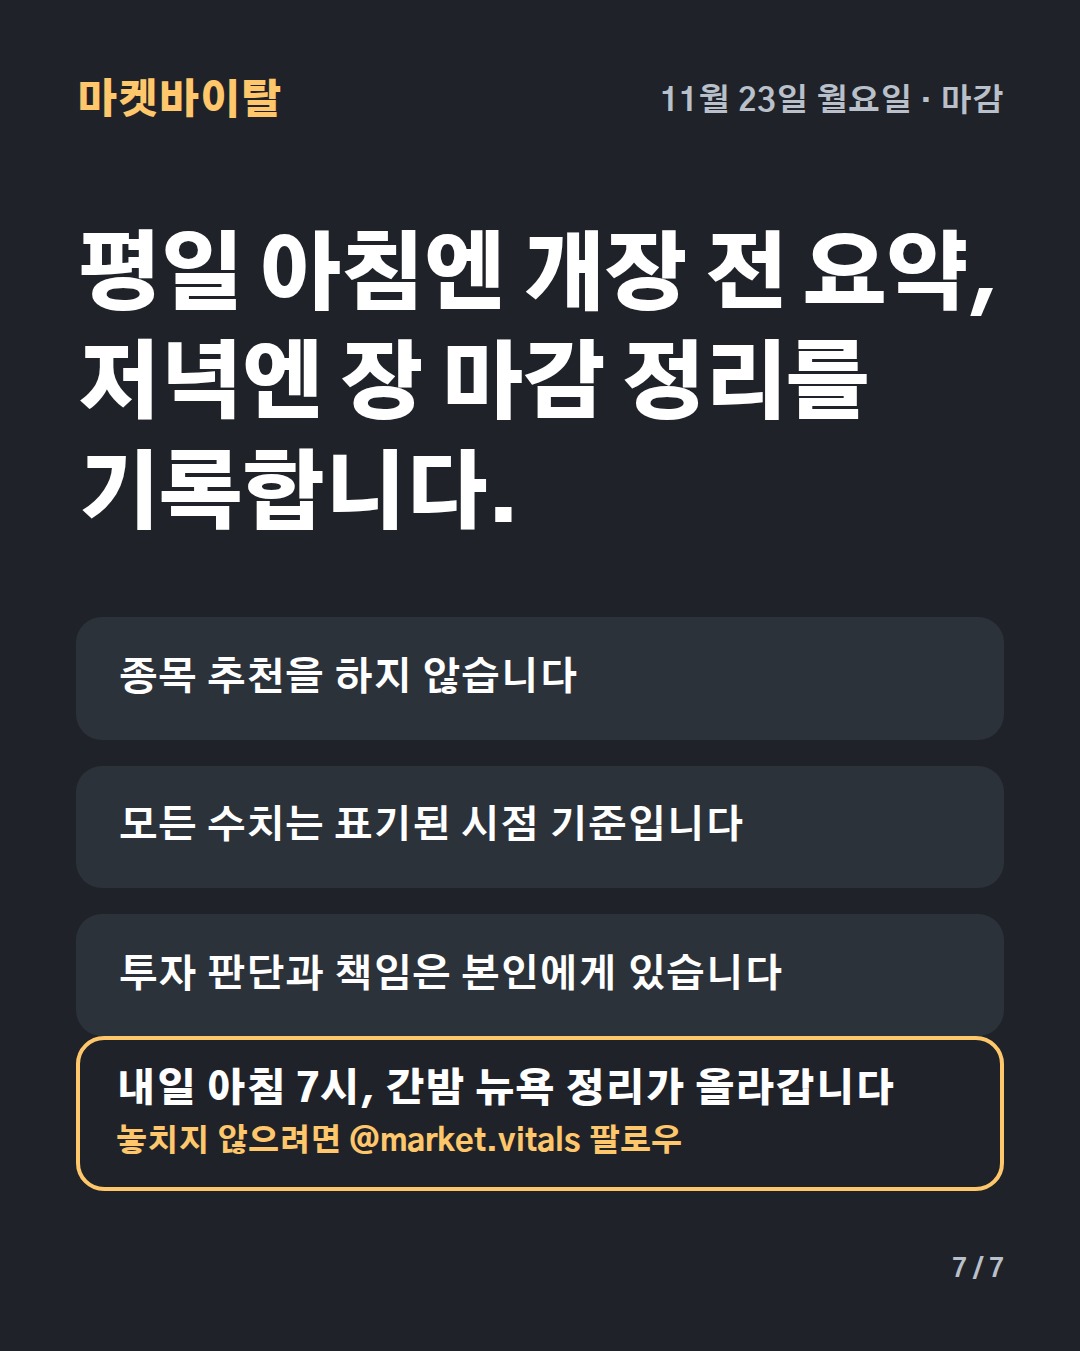 마켓바이탈
11월 23일 월요일 · 마감
평일 아침엔 개장 전 요약,
저녁엔 장 마감 정리를
기록합니다.
종목 추천을 하지 않습니다
모든 수치는 표기된 시점 기준입니다
투자 판단과 책임은 본인에게 있습니다
내일 아침 7시, 간밤 뉴욕 정리가 올라갑니다
놓치지 않으려면 @market.vitals 팔로우
7 / 7